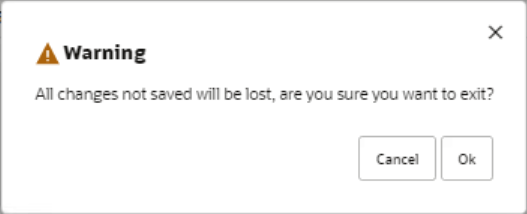 Warning
All changes not saved will be lost, are you sure you want to exit?
Cancel Ok